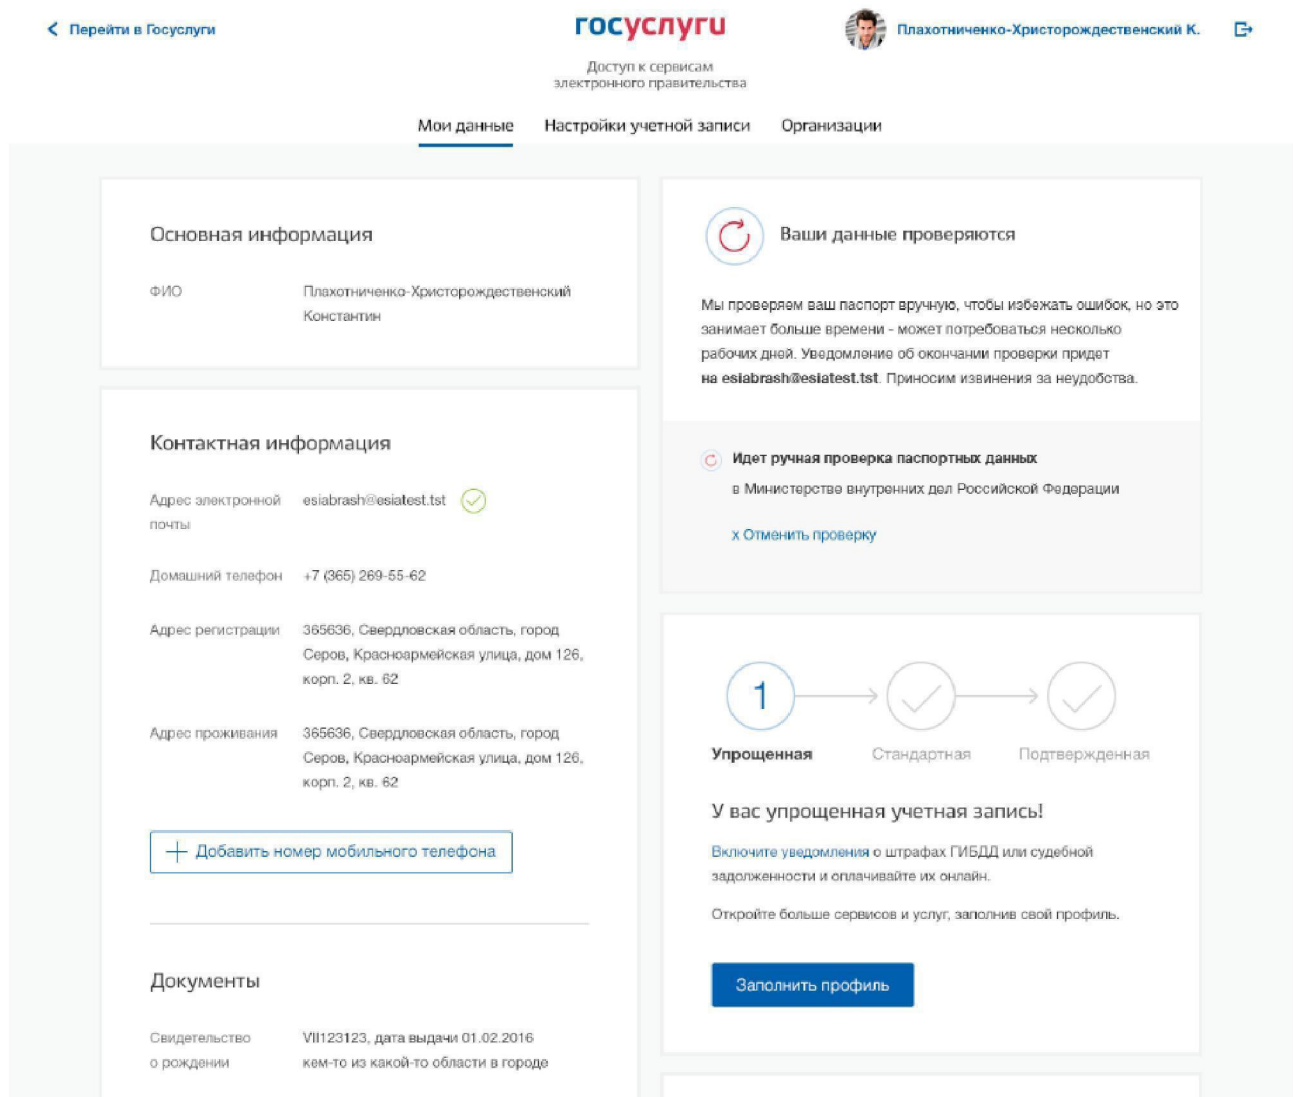 Перейти в Госуслуги
госуслуги
Плахотниченко-Христорождественский К.
Доступ к сервисам
электронного правительства
Мои данные
Настройки учетной записи
Организации
Основная информация
ФИО
Плахотниченко-Христорождественский
Константин
Контактная информация
Адрес электронной
почты
esiabrash@esiatest.tst
Домашний телефон
+7 (365) 269-55-62
Адрес регистрации
365636, Свердловская область, город
Серов, Красноармейская улица, дом 126,
корп. 2, кв. 62
Адрес проживания
365636, Свердловская область, город
Серов, Красноармейская улица, дом 126,
корп. 2, кв. 62
Добавить номер мобильного телефона
Документы
Свидетельство
о рождении
VII123123, дата выдачи 01.02.2016
кем-то из какой-то области в городе
Ваши данные проверяются
Мы проверяем ваш паспорт вручную, чтобы избежать ошибок, но это
занимает больше времени - может потребоваться несколько
рабочих дней. Уведомление об окончании проверки придет
на esiabrash@esiatest.tst. Приносим извинения за неудобства.
Идет ручная проверка паспортных данных
в Министерстве внутренних дел Российской Федерации
x Отменить проверку
1
Упрощенная
Стандартная
Подтвержденная
У вас упрощенная учетная запись!
Включите уведомления о штрафах ГИБДД или судебной
задолженности и оплачивайте их онлайн.
Откройте больше сервисов и услуг, заполнив свой профиль.
Заполнить профиль